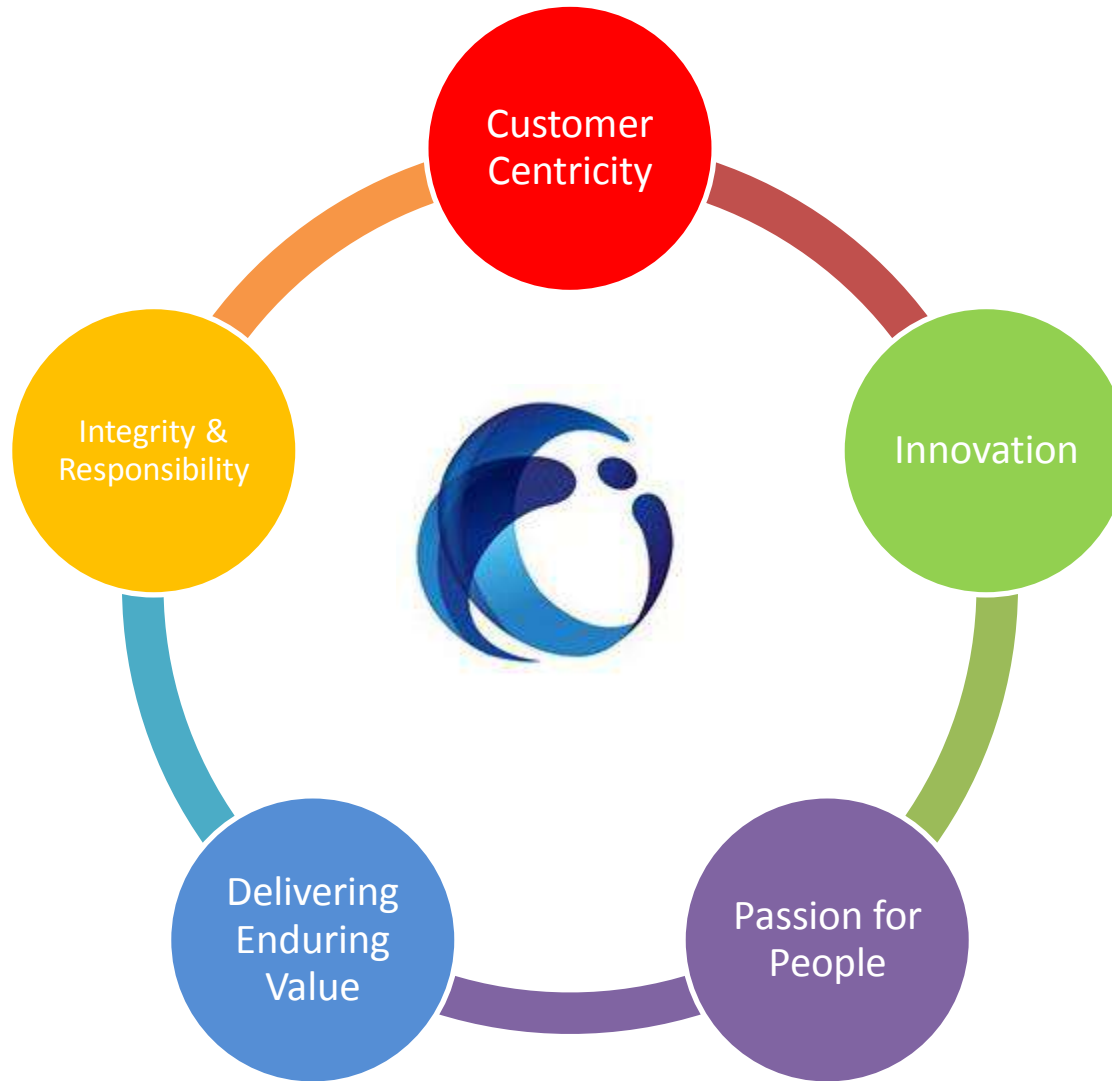 Customer
Centricity
Innovation
Passion for
People
Delivering
Enduring
Value
Integrity &
Responsibility